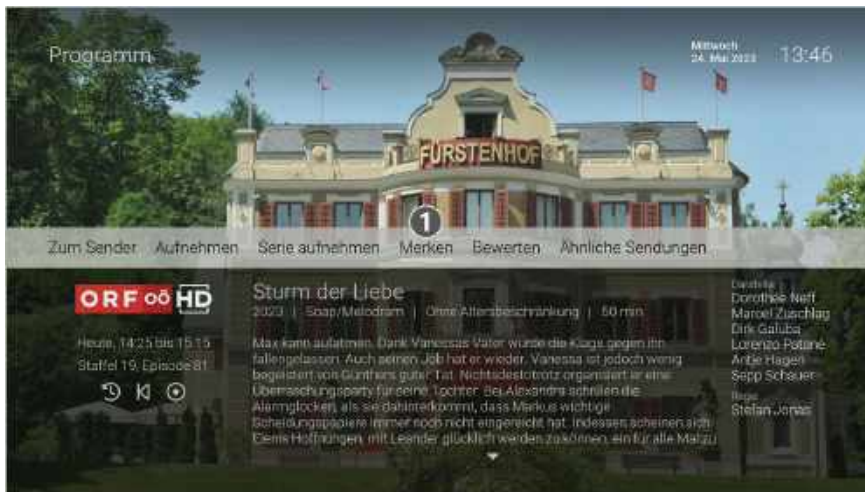 Programm
Mittwoch
24. Mai 2023
13:46
FÜRSTENHOF
1
Zum Sender Aufnehmen Serie aufnehmen Merken Bewerten Ähnliche Sendungen
ORF oö HD
Heute, 14:25 bis 15:15
Staffel 19, Episode 81
Sturm der Liebe
2023 | Soap/Melodram | Ohne Altersbeschränkung | 50 min
Max kann aufatmen. Dank Vanessas Vater wurde die Klage gegen ihn
fallengelassen. Auch seinen Job hat er wieder. Vanessa ist jedoch wenig
begeistert von Günthers guter Tat. Nichtsdestotrotz organisiert er eine
Überraschungsparty für seine Tochter. Bei Alexandra schrillen die
Alarmglocken, als sie dahinterkommt, dass Markus wichtige
Scheidungspapiere immer noch nicht eingereicht hat. Indessen scheinen sich
Hoffnungen, mit Leander glücklich werden zu können, ein für alle Mal zu
Darsteller
Dorothée Neff
Marcel Zuschlag
Dirk Galuba
Lorenzo Patané
Antje Hagen
Sepp Schauer
Regie
Stefan Jonas